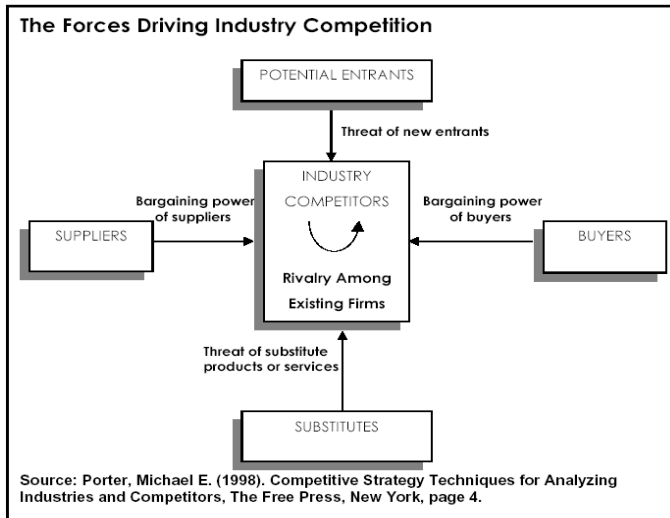 The Forces Driving Industry Competition
POTENTIAL ENTRANTS
Threat of new entrants
INDUSTRY
COMPETITORS
Bargaining power
of suppliers
Bargaining power
of buyers
SUPPLIERS
BUYERS
Rivalry Among
Existing Firms
Threat of substitute
products or services
SUBSTITUTES
Source: Porter, Michael E. (1998). Competitive Strategy Techniques for Analyzing
Industries and Competitors, The Free Press, New York, page 4.